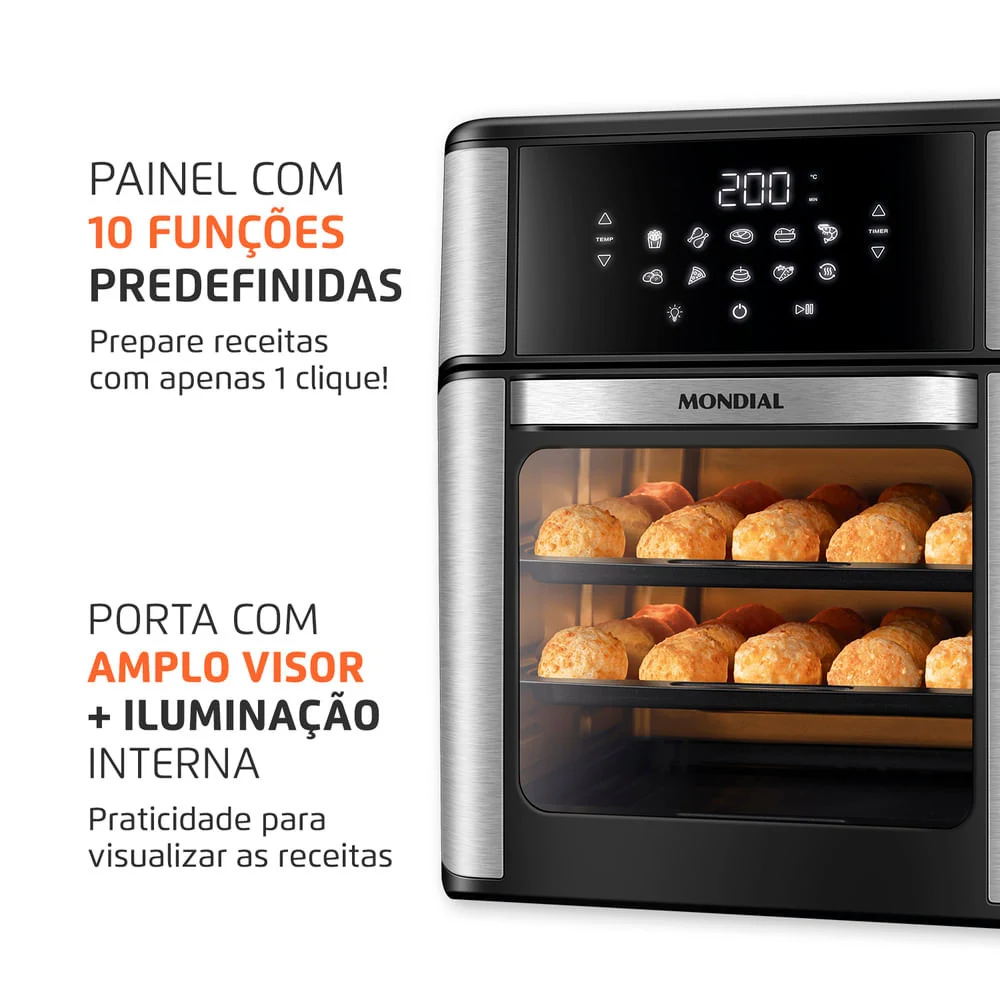 PAINEL COM
10 FUNÇÕES
PREDEFINIDAS
Prepare receitas
com apenas 1 clique!
PORTA COM
AMPLO VISOR
+ ILUMINAÇÃO
INTERNA
Praticidade para
visualizar as receitas
200 °C
MIN
TEMP
TIMER
MONDIAL